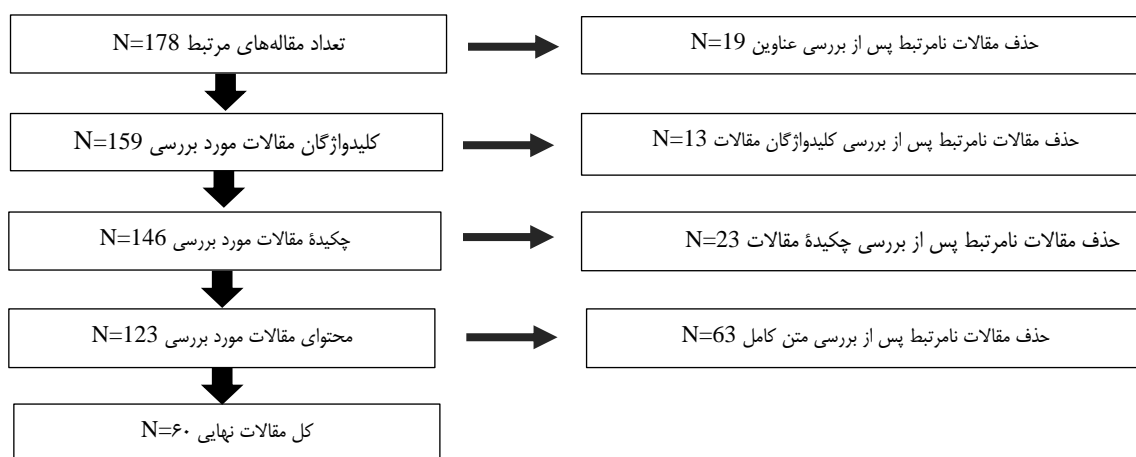 تعداد مقاله‌های مرتبط N=178
حذف مقالات نامرتبط پس از بررسی عناوین N=19
کلیدواژگان مقالات مورد بررسی N=159
حذف مقالات نامرتبط پس از بررسی کلیدواژگان مقالات N=13
چکیدهٔ مقالات مورد بررسی N=146
حذف مقالات نامرتبط پس از بررسی چکیدهٔ مقالات N=23
محتوای مقالات مورد بررسی N=123
حذف مقالات نامرتبط پس از بررسی متن کامل N=63
کل مقالات نهایی N=۶۰